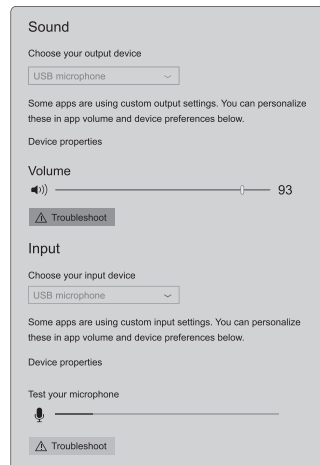 Sound
Choose your output device
USB microphone
Some apps are using custom output settings. You can personalize
these in app volume and device preferences below.
Device properties
Volume
93
Troubleshoot
Input
Choose your input device
USB microphone
Some apps are using custom input settings. You can personalize
these in app volume and device preferences below.
Device properties
Test your microphone
Troubleshoot